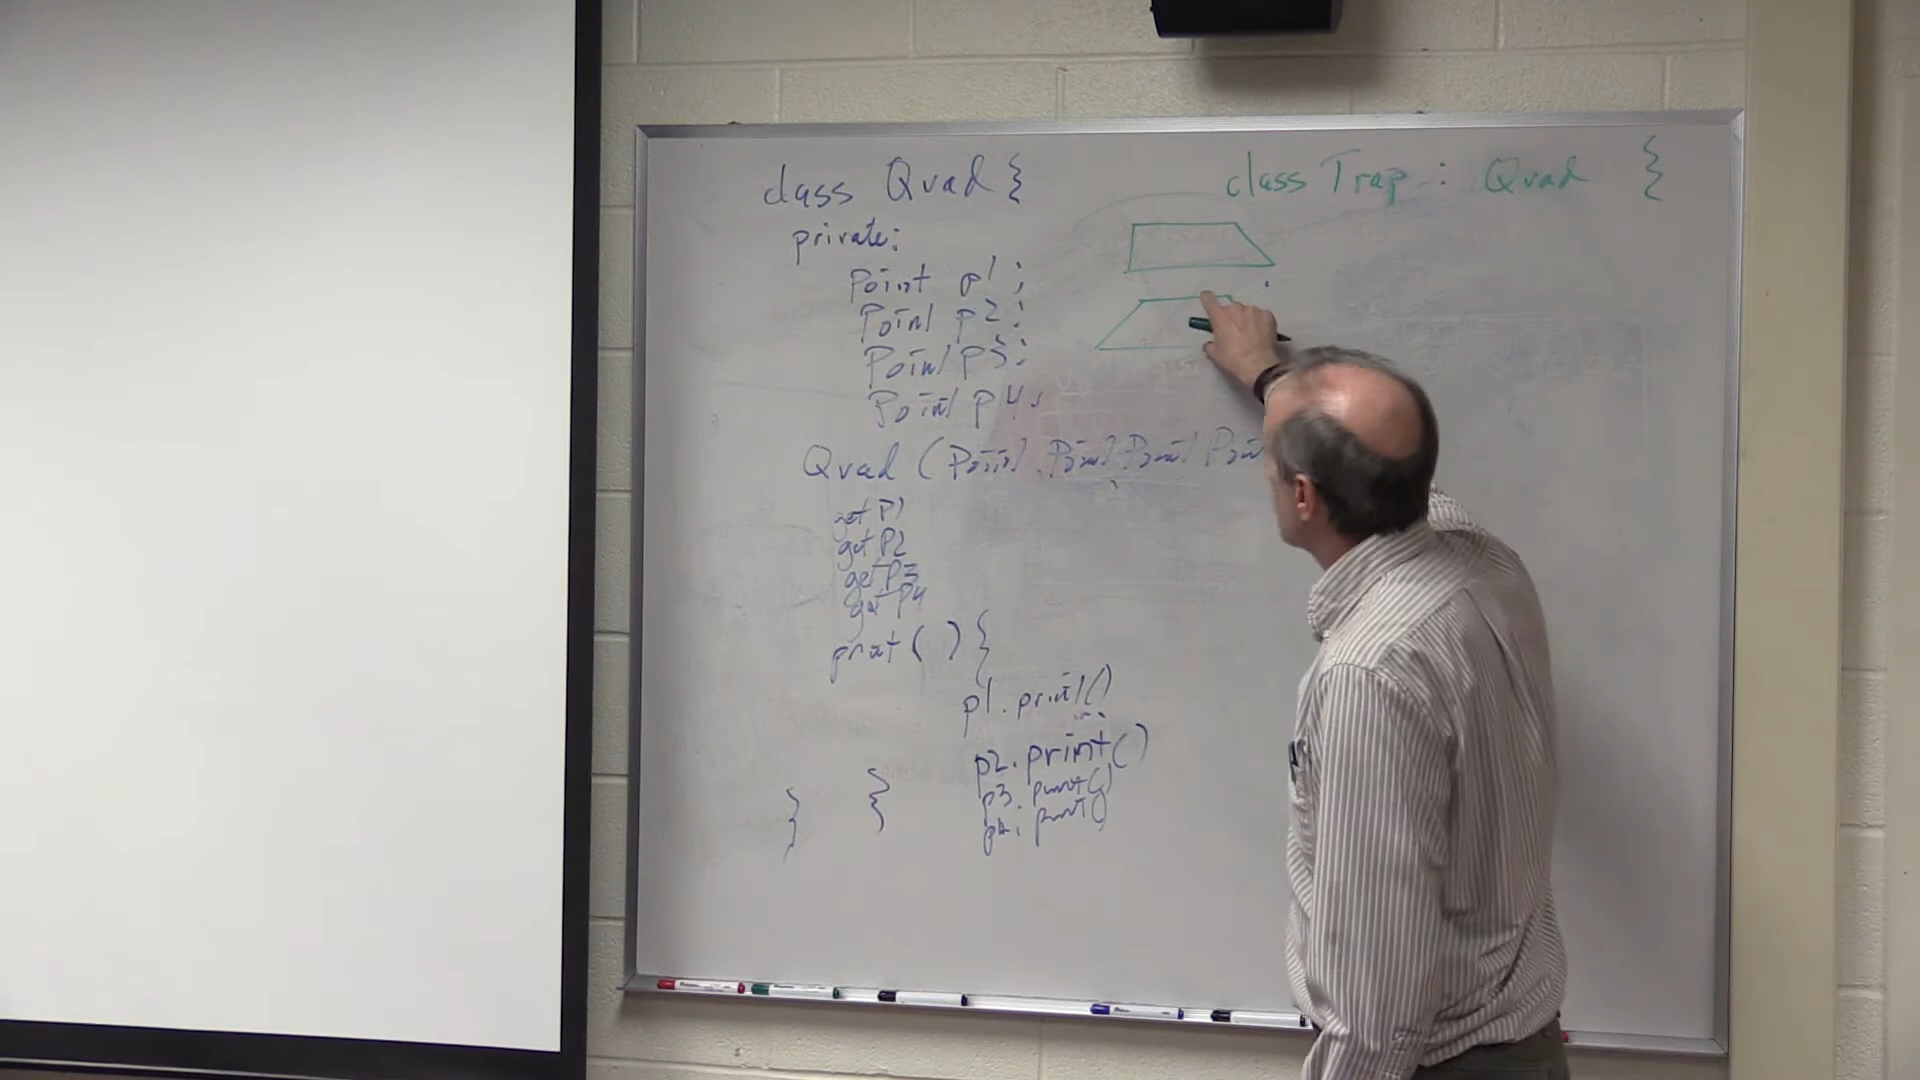 class Quad {
private:
Point p1;
Point p2;
Point p3;
Point p4;
Quad (Point, Point, Point, Poin
get P1
get P2
get P3
get P4
print ( ) {
p1. print()
p2. print()
p3. print()
p4. print()
}
}
class Trap : Quad {